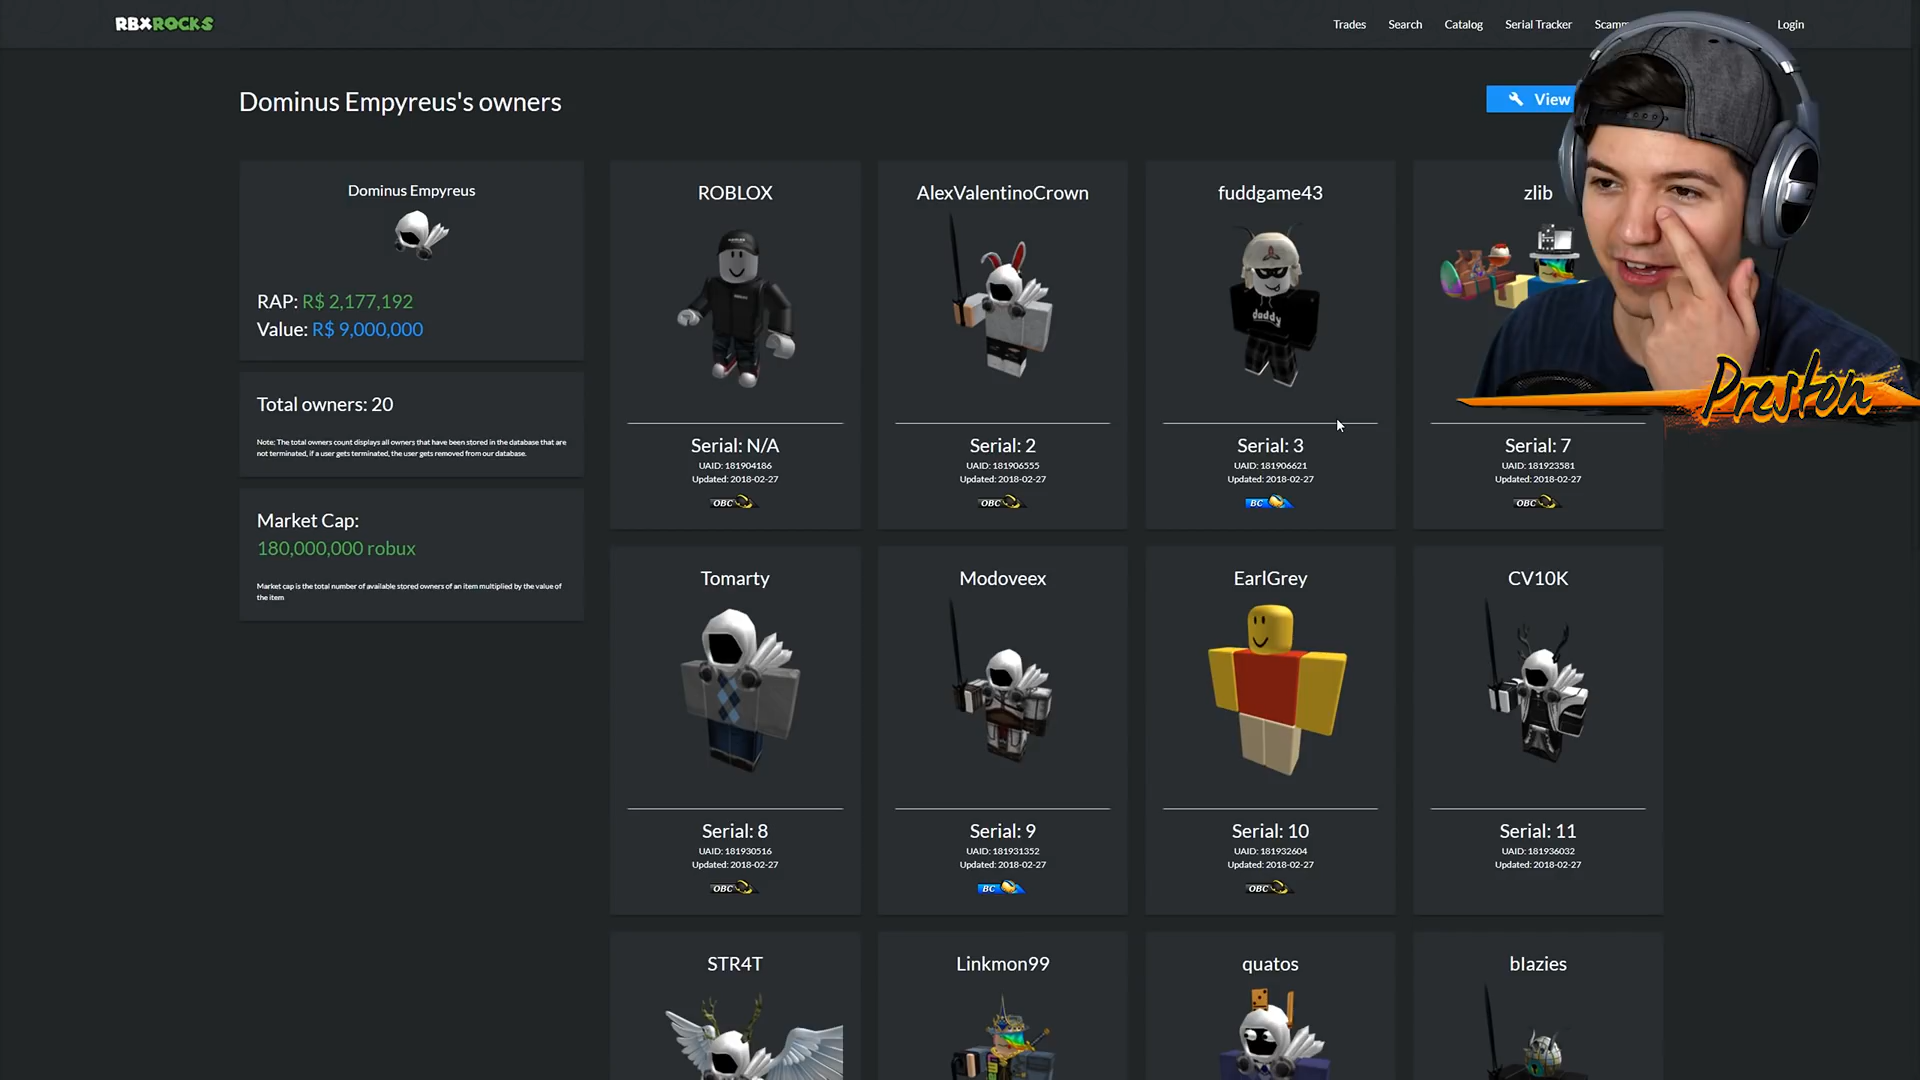 RBXROCKS
Trades Search Catalog Serial Tracker Login
Dominus Empyreus's owners
View
Dominus Empyreus
RAP: R$ 2,177,192
Value: R$ 9,000,000
Total owners: 20
Note: The total owners count displays all owners that have been stored in the database that are
not terminated, if a user gets terminated, the user gets removed from our database.
Market Cap:
180,000,000 robux
Market cap is the total number of available stored owners of an item multiplied by the value of
the item
ROBLOX
Serial: N/A
UAID: 181904186
Updated: 2018-02-27
OBC
AlexValentinoCrown
Serial: 2
UAID: 181906555
Updated: 2018-02-27
OBC
fuddgame43
daddy
Serial: 3
UAID: 181906621
Updated: 2018-02-27
BC
zlib
Serial: 7
UAID: 181923581
Updated: 2018-02-27
OBC
Preston
Tomarty
Serial: 8
UAID: 181930516
Updated: 2018-02-27
OBC
Modoveex
Serial: 9
UAID: 181931352
Updated: 2018-02-27
BC
EarlGrey
Serial: 10
UAID: 181932604
Updated: 2018-02-27
OBC
CV10K
Serial: 11
UAID: 181936032
Updated: 2018-02-27
STR4T
Linkmon99
quatos
blazies